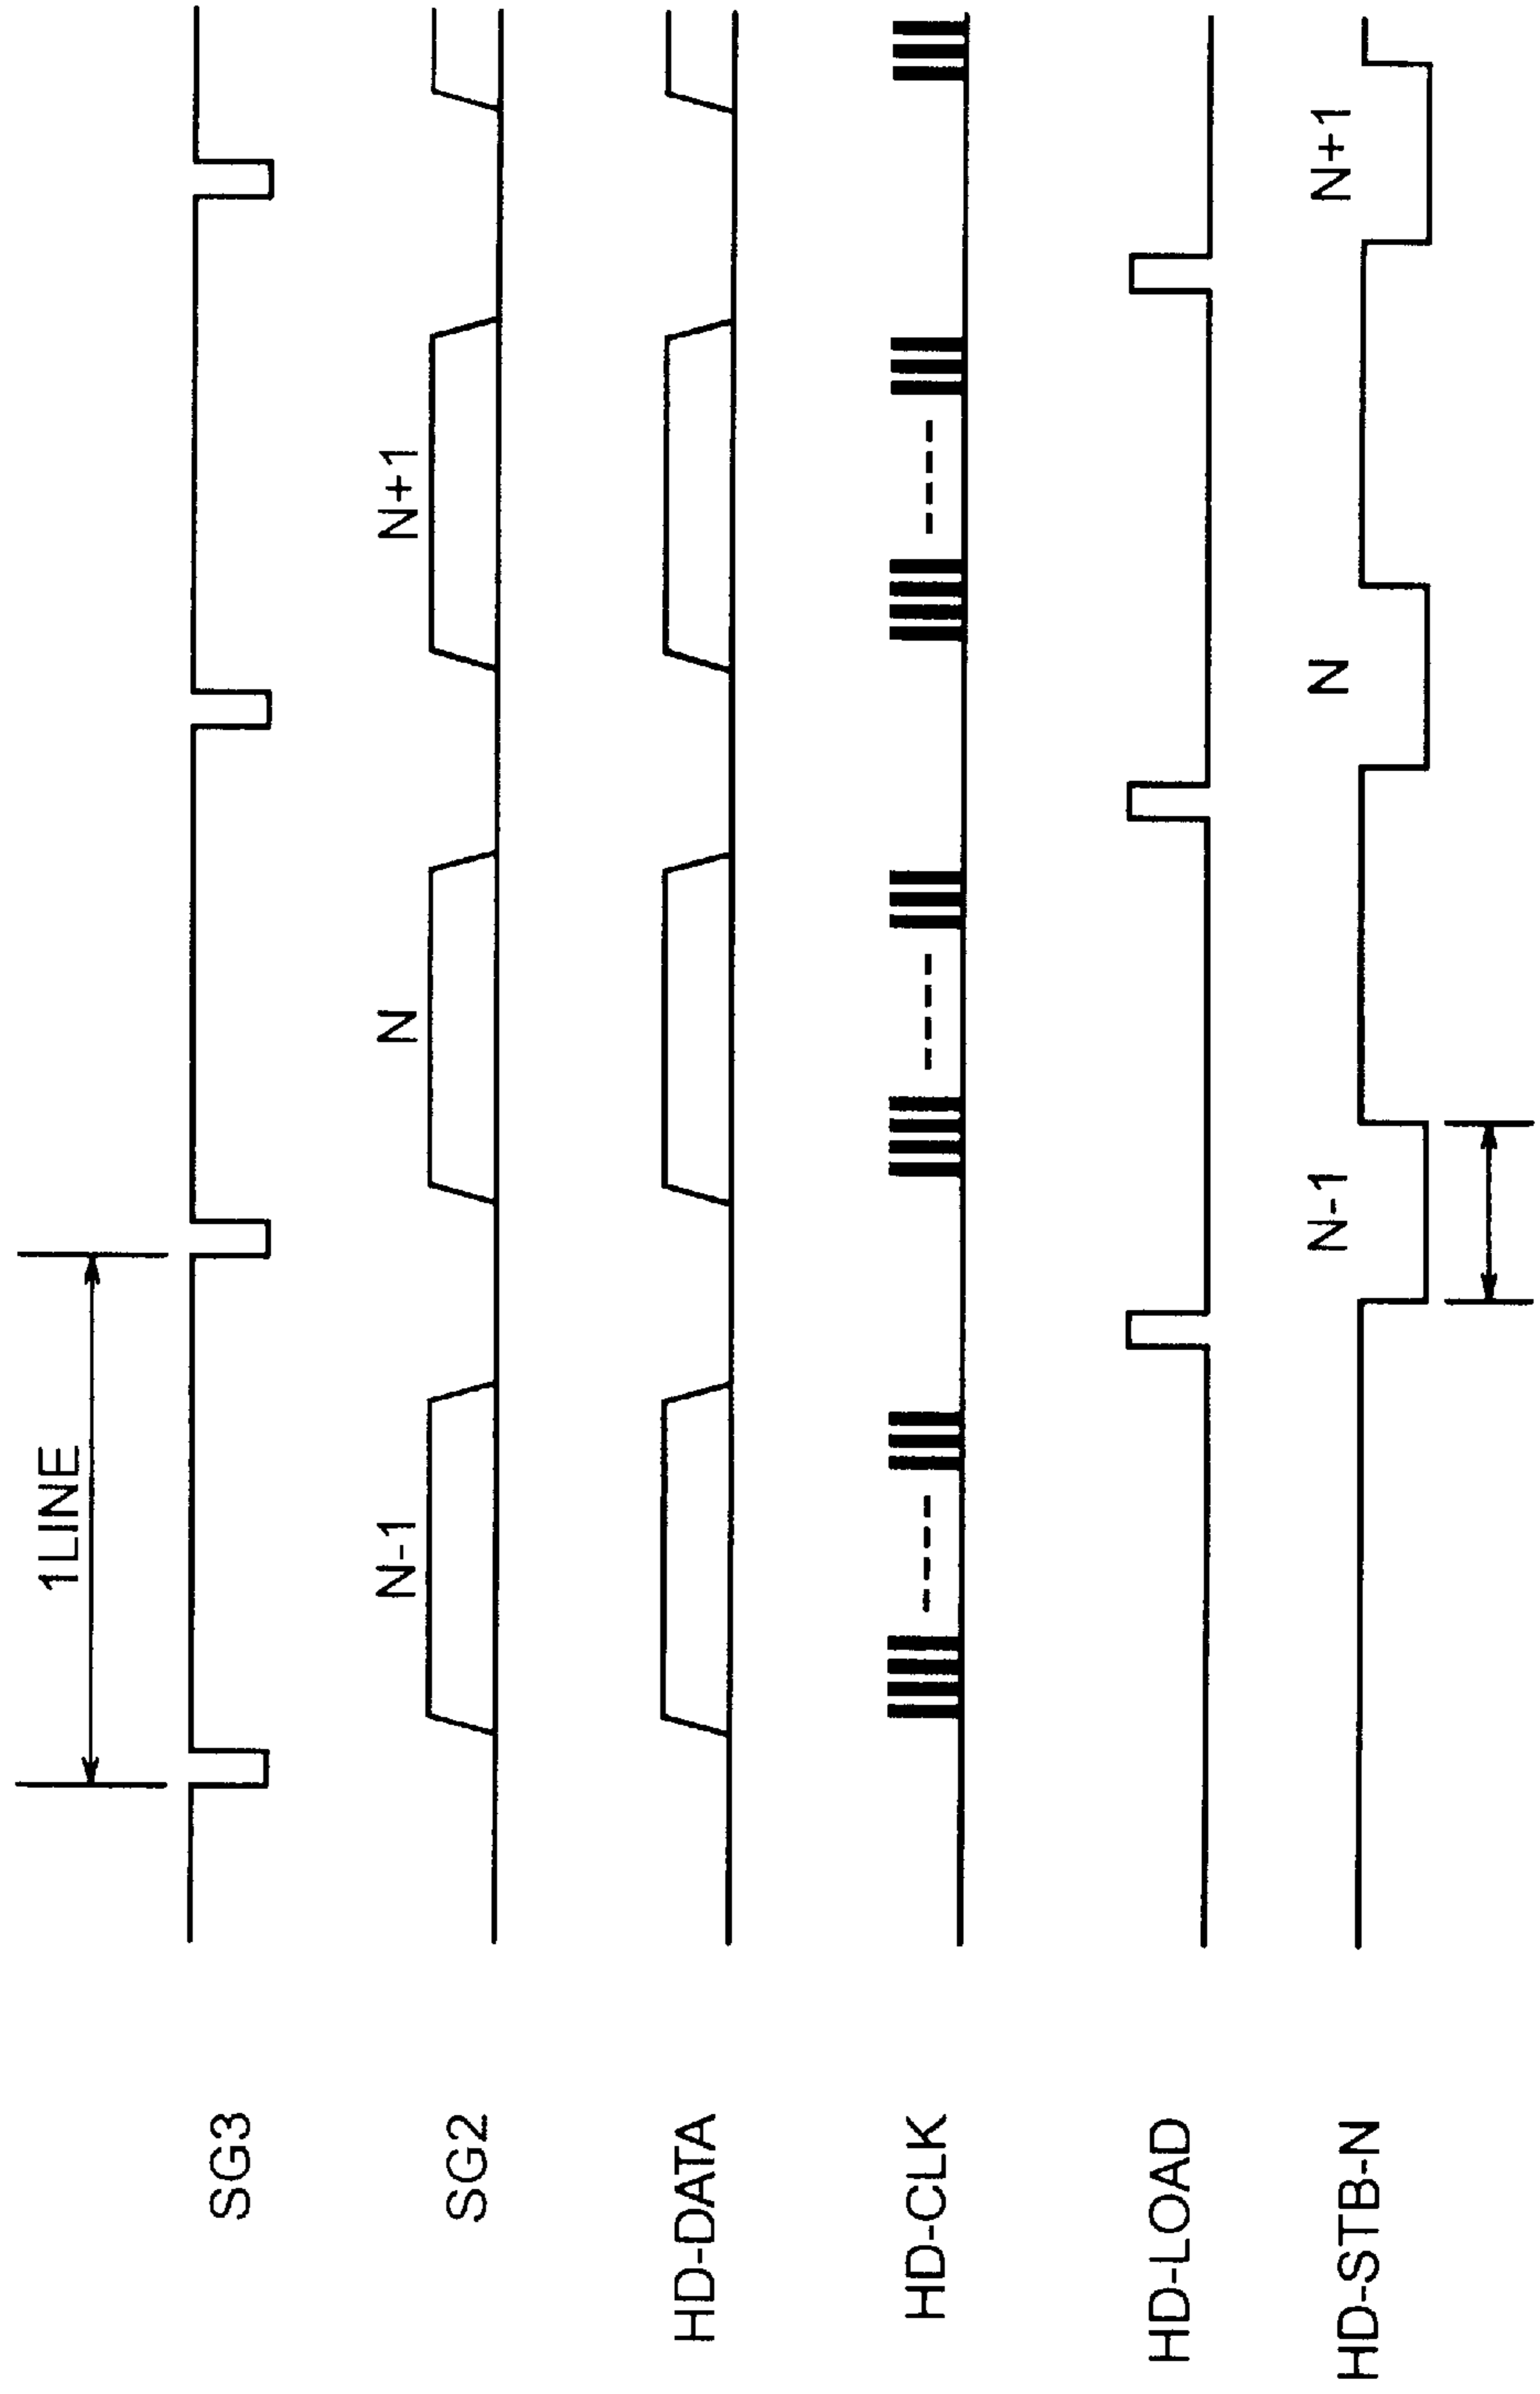 1LINE
SG3
N-1 N N+1
SG2
HD-DATA
HD-CLK
HD-LOAD
N-1 N N+1
HD-STB-N